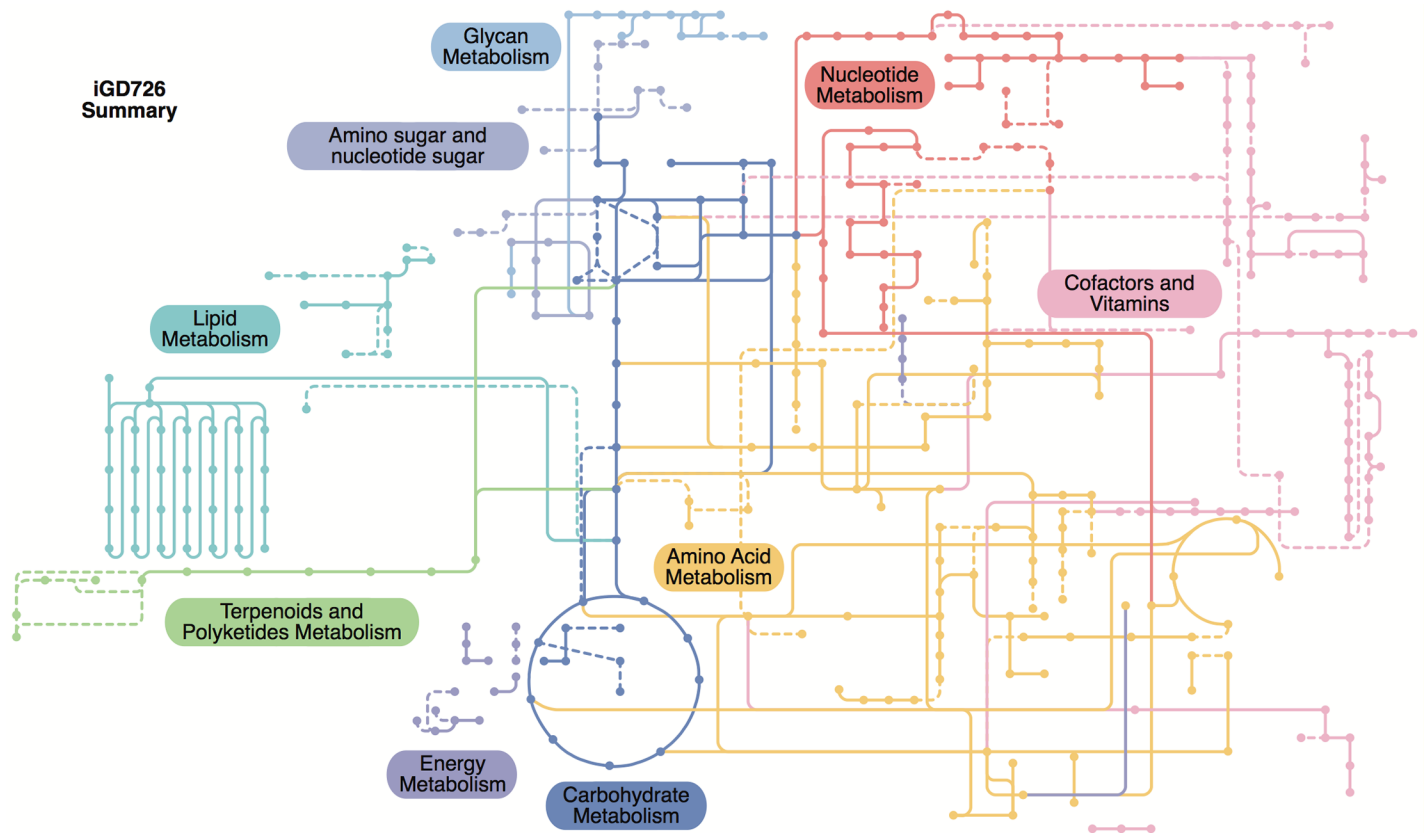 iGD726
Summary
Glycan
Metabolism
Amino sugar and
nucleotide sugar
Nucleotide
Metabolism
Lipid
Metabolism
Cofactors and
Vitamins
Amino Acid
Metabolism
Terpenoids and
Polyketides Metabolism
Energy
Metabolism
Carbohydrate
Metabolism